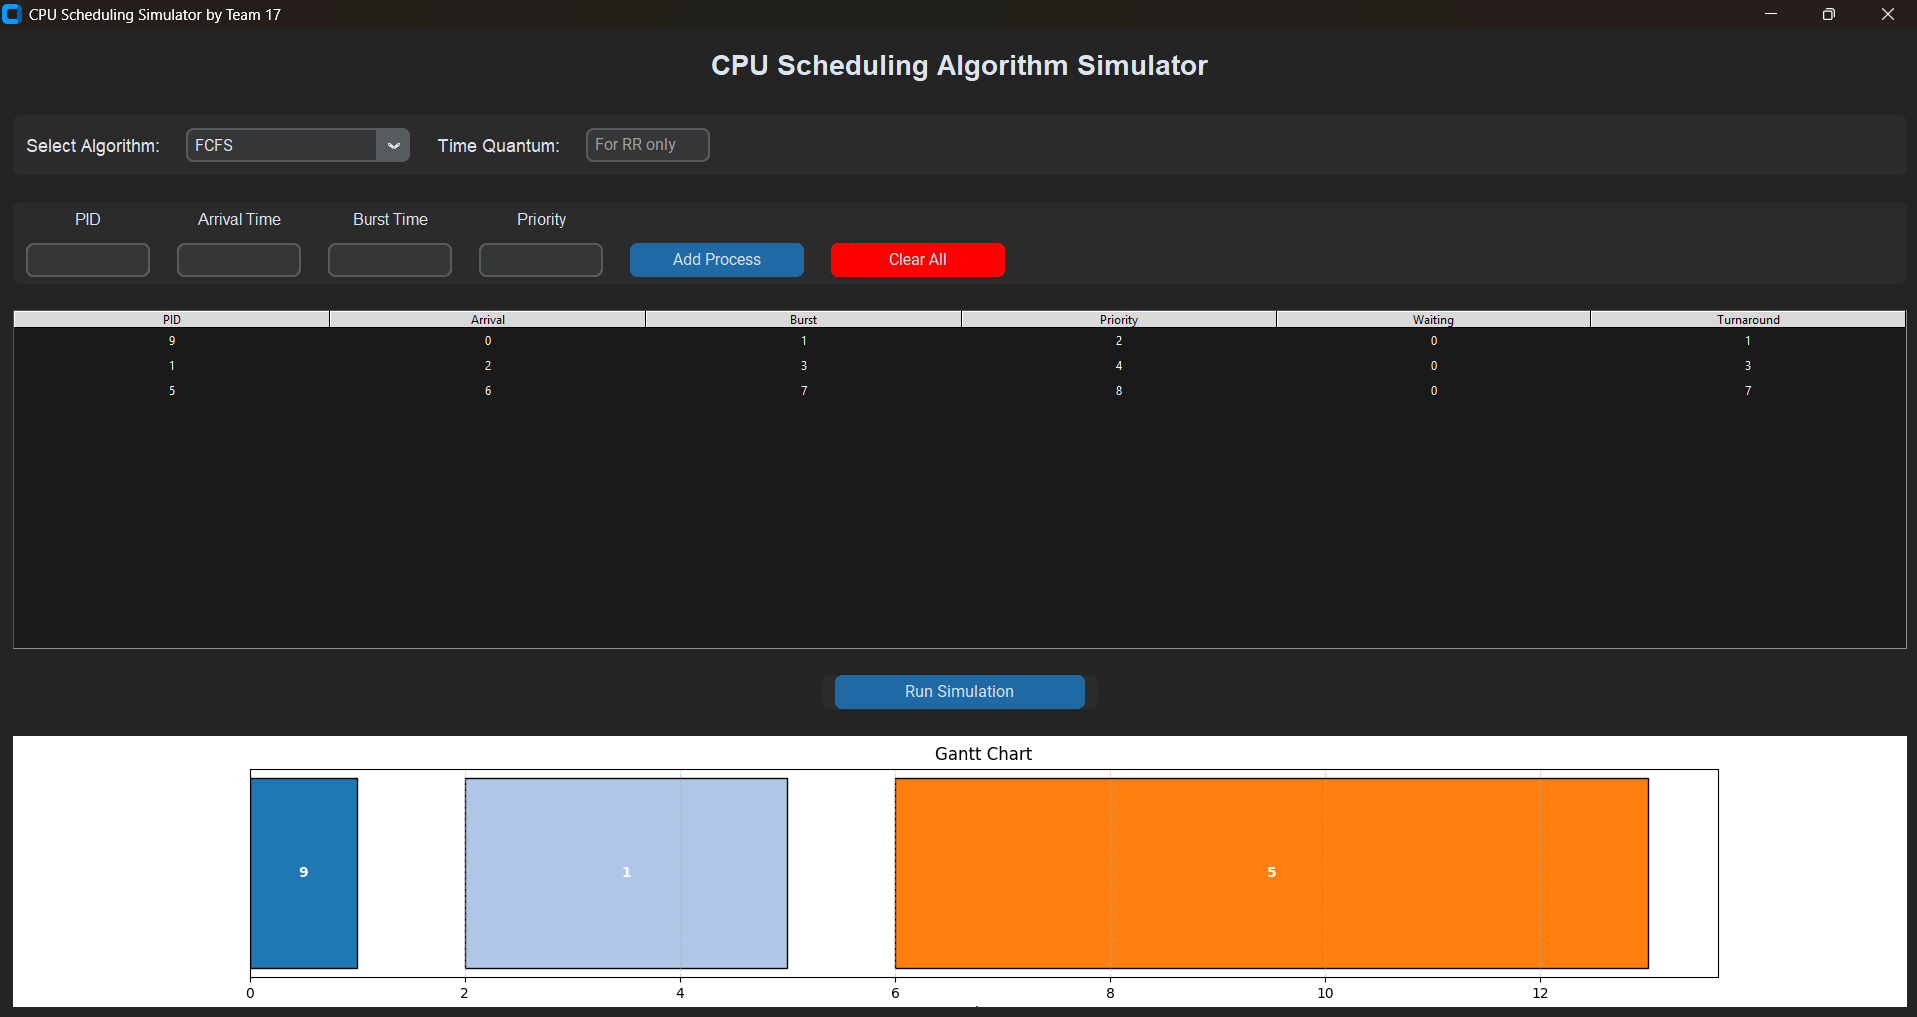 CPU Scheduling Simulator by Team 17
CPU Scheduling Algorithm Simulator
Select Algorithm: FCFS Time Quantum: For RR only
PID Arrival Time Burst Time Priority
Add Process Clear All
PID Arrival Burst Priority Waiting Turnaround
9 0 1 2 0 1
1 2 3 4 0 3
5 6 7 8 0 7
Run Simulation
Gantt Chart
9 1 5
0 2 4 6 8 10 12